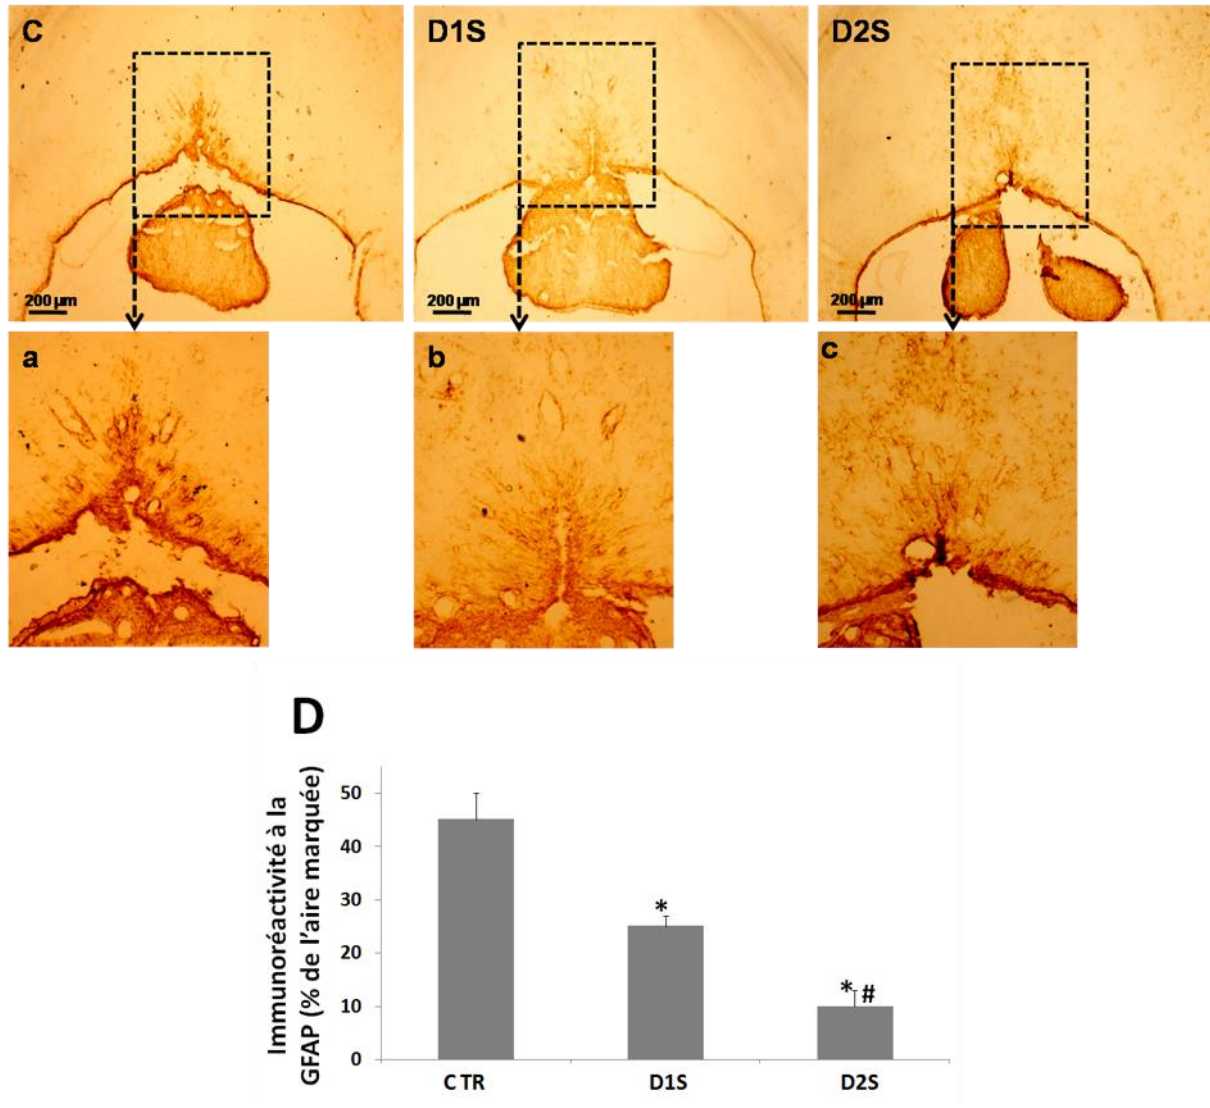 C
D1S
D2S
200 µm
200 µm
200 µm
a
b
c
D
Immunoréactivité à la
GFAP (% de l'aire marquée)
50
40
30
20
10
0
*
*
#
CTR
D1S
D2S